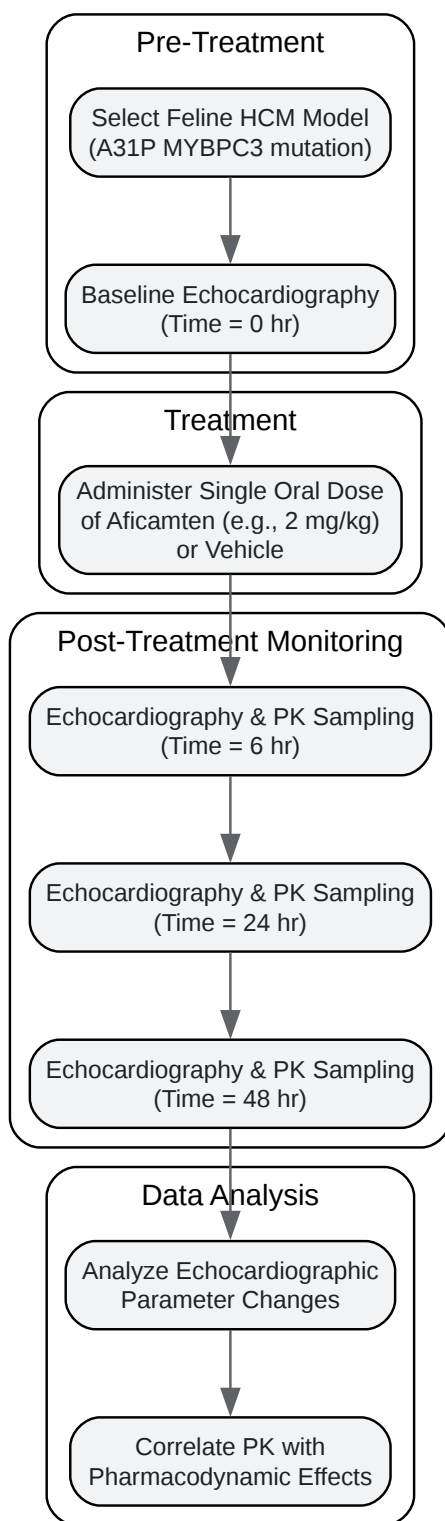 Pre-Treatment
Select Feline HCM Model
(A31P MYBPC3 mutation)
Baseline Echocardiography
(Time = 0 hr)
Treatment
Administer Single Oral Dose
of Aficamten (e.g., 2 mg/kg)
or Vehicle
Post-Treatment Monitoring
Echocardiography & PK Sampling
(Time = 6 hr)
Echocardiography & PK Sampling
(Time = 24 hr)
Echocardiography & PK Sampling
(Time = 48 hr)
Data Analysis
Analyze Echocardiographic
Parameter Changes
Correlate PK with
Pharmacodynamic Effects